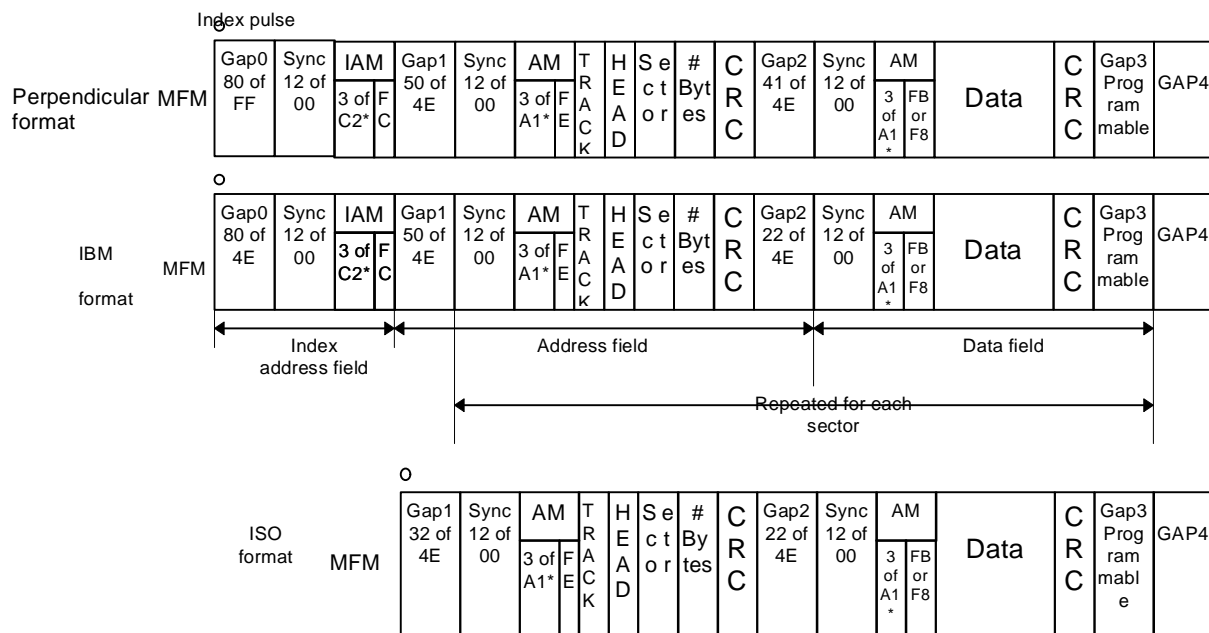 Index pulse
Perpendicular format
MFM
Gap0 80 of FF
Sync 12 of 00
IAM
3 of C2*
FC
Gap1 50 of 4E
Sync 12 of 00
AM
3 of A1*
FE
TRACK
HEAD
Sector
# Bytes
CRC
Gap2 41 of 4E
Sync 12 of 00
AM
3 of A1*
FB or F8
Data
CRC
Gap3 Programmable
GAP4
IBM format
MFM
Gap0 80 of 4E
Sync 12 of 00
IAM
3 of C2*
FC
Gap1 50 of 4E
Sync 12 of 00
AM
3 of A1*
FE
TRACK
HEAD
Sector
# Bytes
CRC
Gap2 22 of 4E
Sync 12 of 00
AM
3 of A1*
FB or F8
Data
CRC
Gap3 Programmable
GAP4
Index address field
Address field
Data field
Repeated for each sector
ISO format
MFM
Gap1 32 of 4E
Sync 12 of 00
AM
3 of A1*
FE
TRACK
HEAD
Sector
# Bytes
CRC
Gap2 22 of 4E
Sync 12 of 00
AM
3 of A1*
FB or F8
Data
CRC
Gap3 Programmable
GAP4